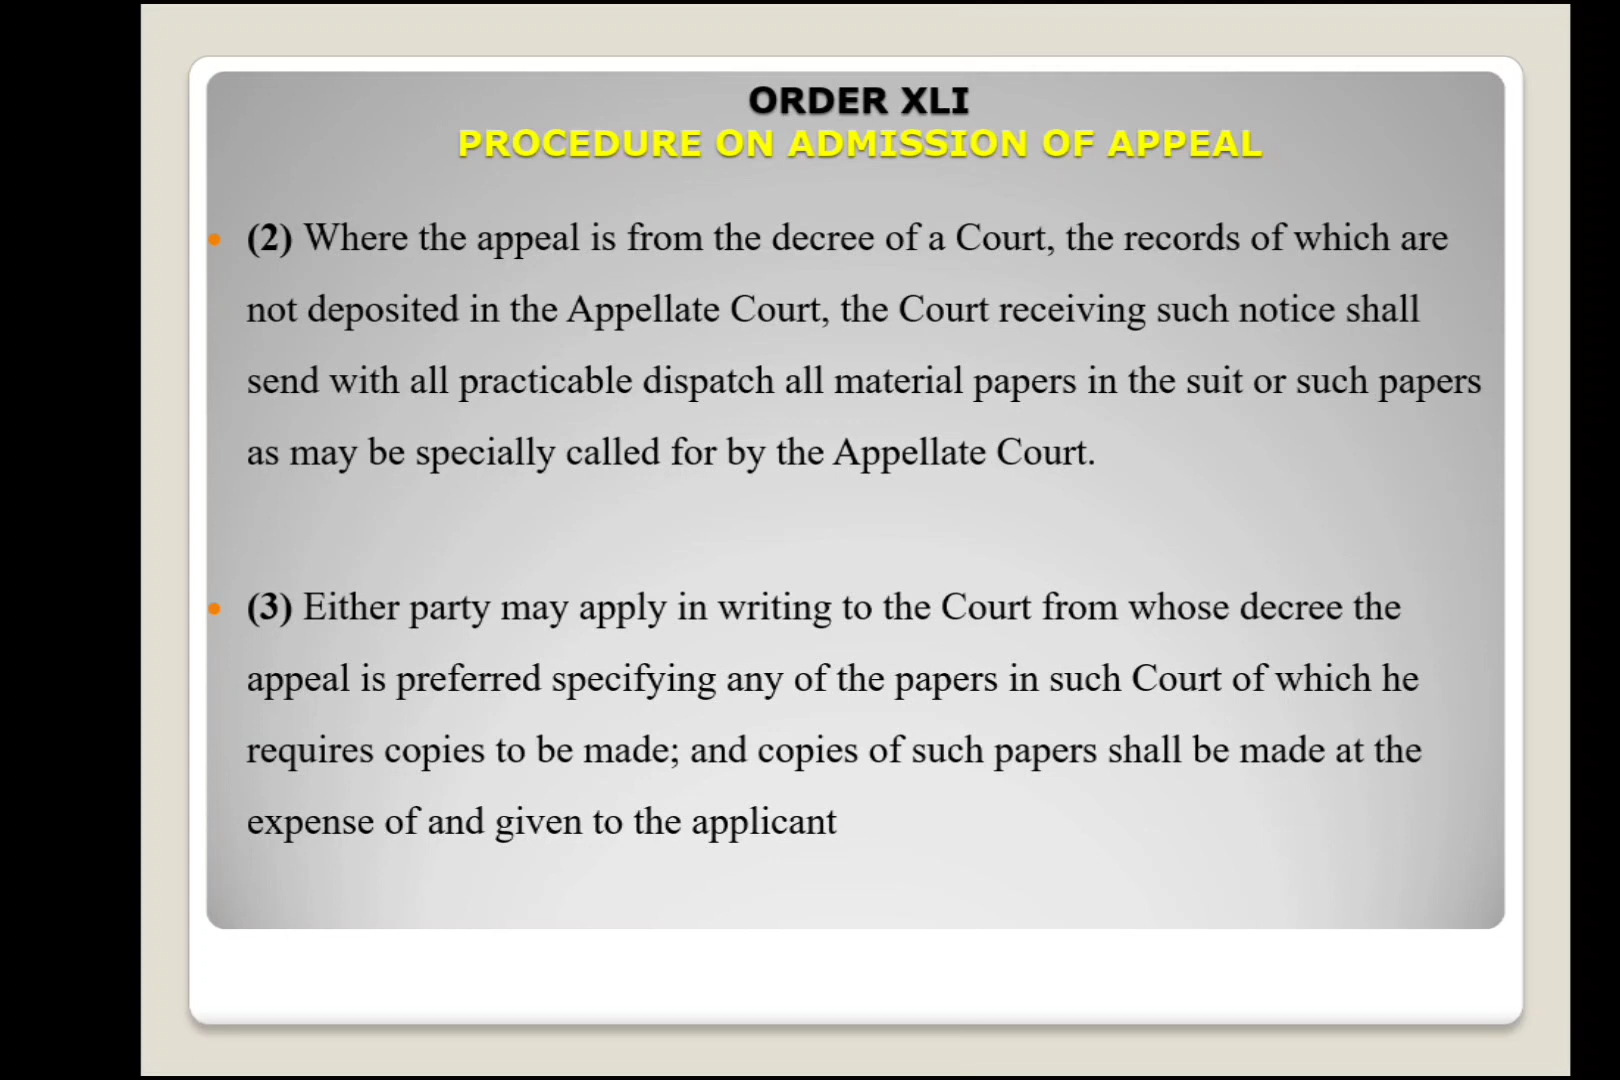 ORDER XLI
PROCEDURE ON ADMISSION OF APPEAL
(2) Where the appeal is from the decree of a Court, the records of which are
not deposited in the Appellate Court, the Court receiving such notice shall
send with all practicable dispatch all material papers in the suit or such papers
as may be specially called for by the Appellate Court.
(3) Either party may apply in writing to the Court from whose decree the
appeal is preferred specifying any of the papers in such Court of which he
requires copies to be made; and copies of such papers shall be made at the
expense of and given to the applicant